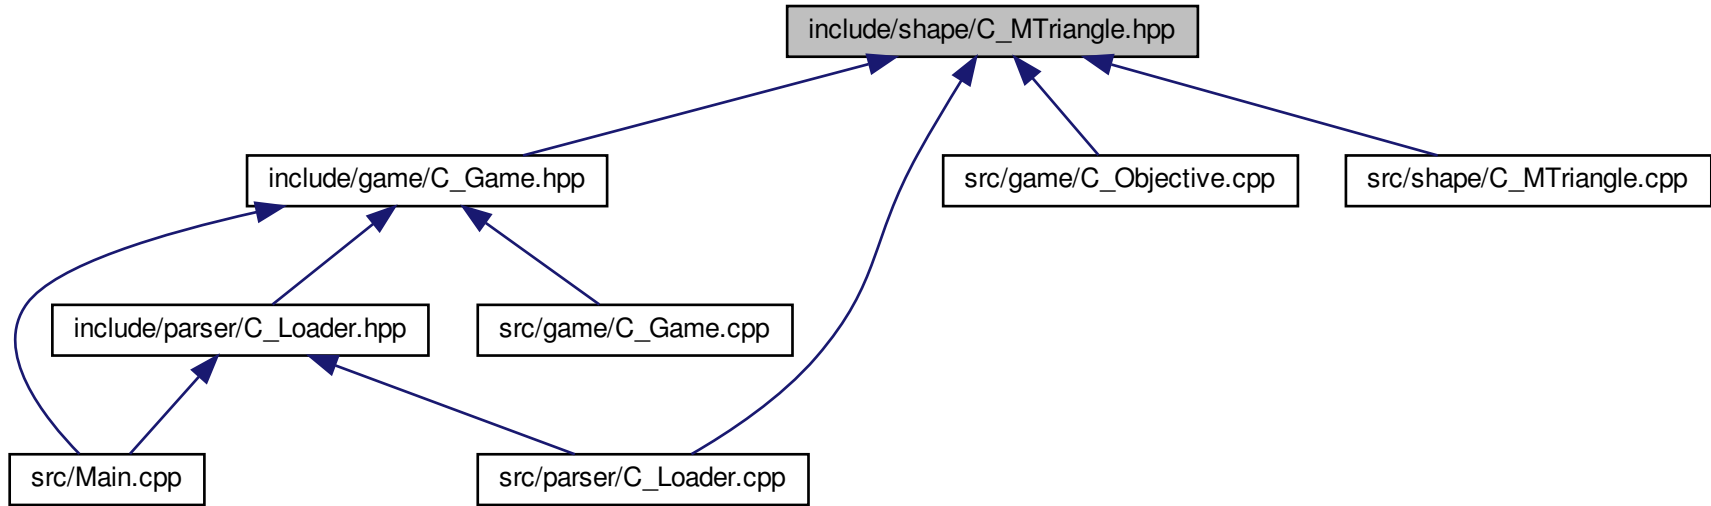 include/shape/C_MTriangle.hpp
include/game/C_Game.hpp
src/game/C_Objective.cpp
src/shape/C_MTriangle.cpp
include/parser/C_Loader.hpp
src/game/C_Game.cpp
src/Main.cpp
src/parser/C_Loader.cpp